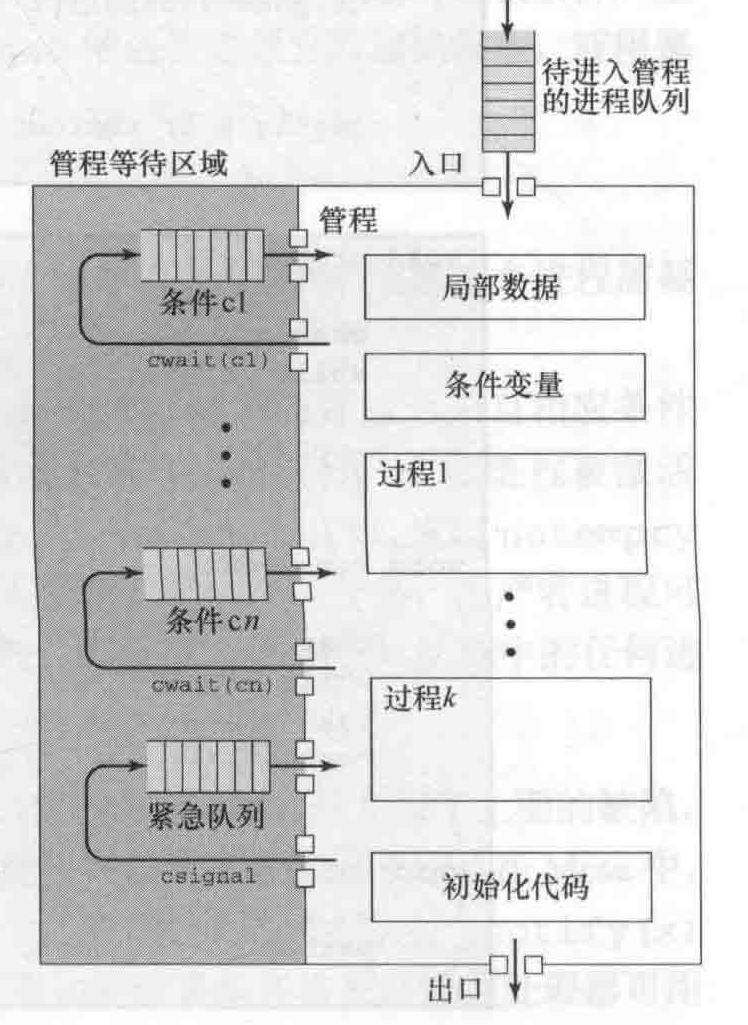 待进入管程
的进程队列
管程等待区域
入口
管程
局部数据
条件c1
cwait(c1)
条件变量
过程1
条件cn
cwait(cn)
过程k
紧急队列
csignal
初始化代码
出口